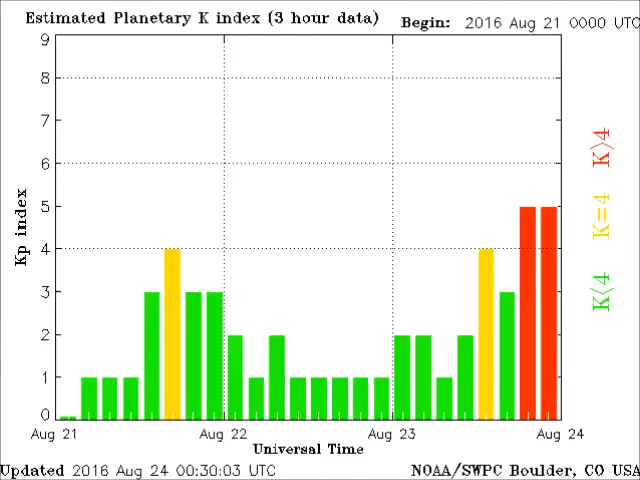 Estimated Planetary K index (3 hour data) Begin: 2016 Aug 21 0000 UTC
9
8
7
6
5
4
3
2
1
0
Kp index
K>4
K=4
K<4
Aug 21 Aug 22 Aug 23 Aug 24
Universal Time
Updated 2016 Aug 24 00:30:03 UTC NOAA/SWPC Boulder, CO USA